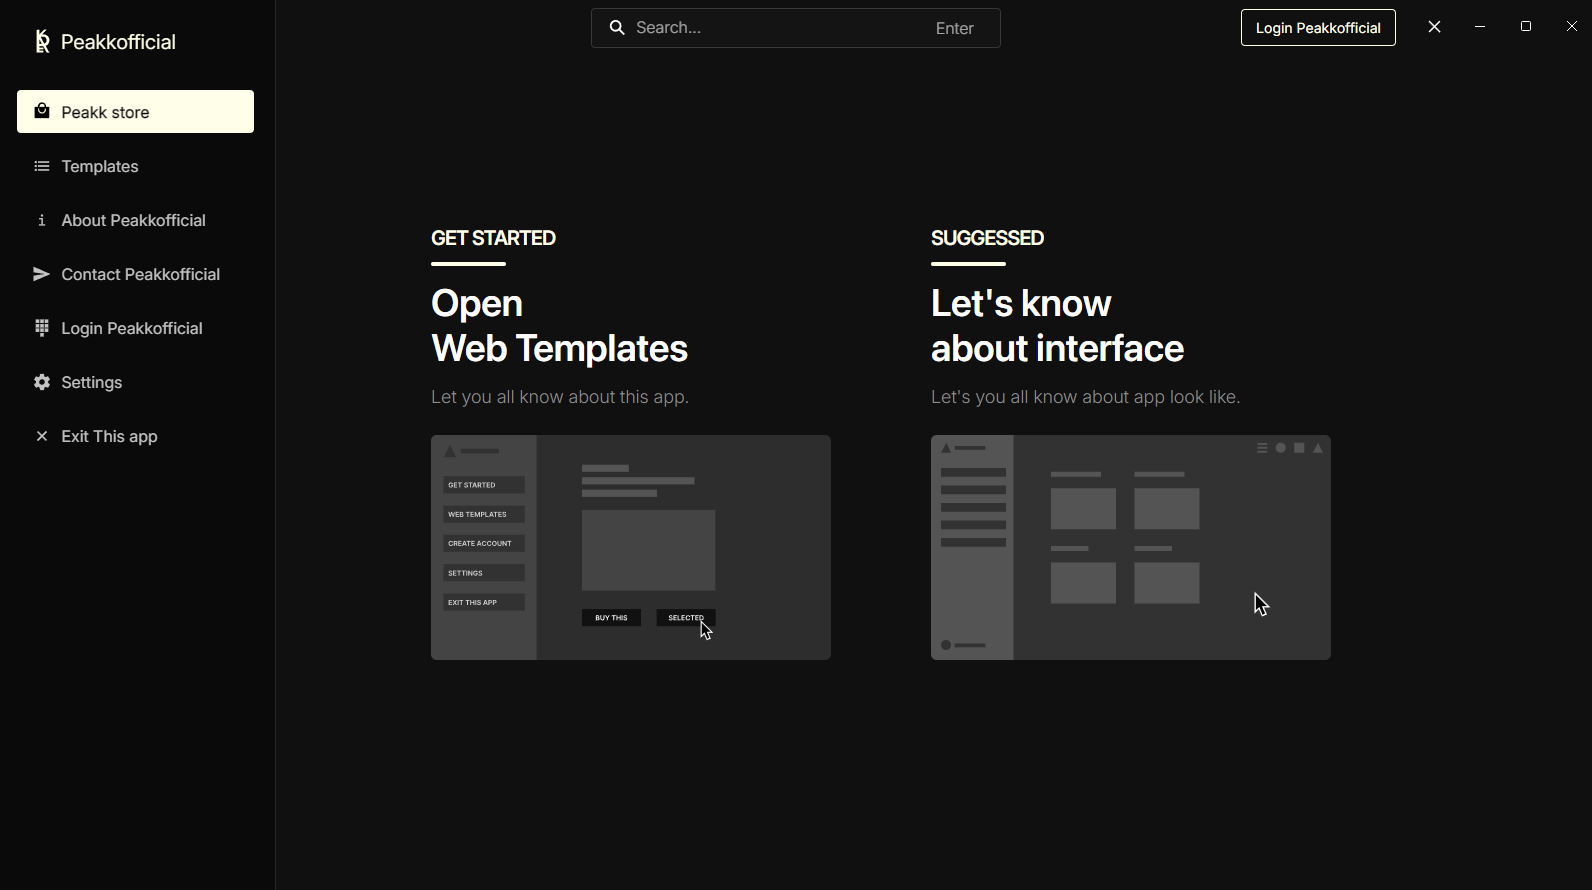 Peakkofficial
Search...
Enter
Login Peakkofficial
Peakk store
Templates
About Peakkofficial
Contact Peakkofficial
Login Peakkofficial
Settings
Exit This app
GET STARTED
Open
Web Templates
Let you all know about this app.
GET STARTED
WEB TEMPLATES
CREATE ACCOUNT
SETTINGS
EXIT THIS APP
BUY THIS
SELECTED
SUGGESSED
Let's know
about interface
Let's you all know about app look like.